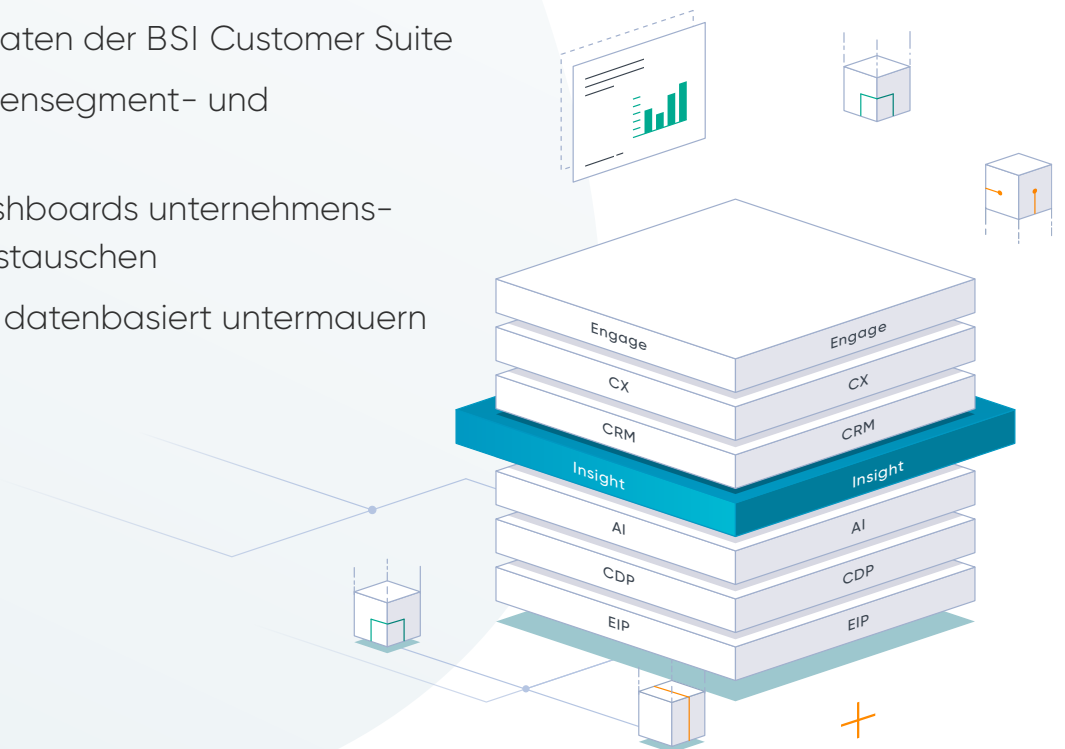 aten der BSI Customer Suite
ensegment- und
shboards unternehmens-
stauschen
datenbasiert untermauern
Engage Engage
CX CX
CRM CRM
Insight Insight
AI AI
CDP CDP
EIP EIP